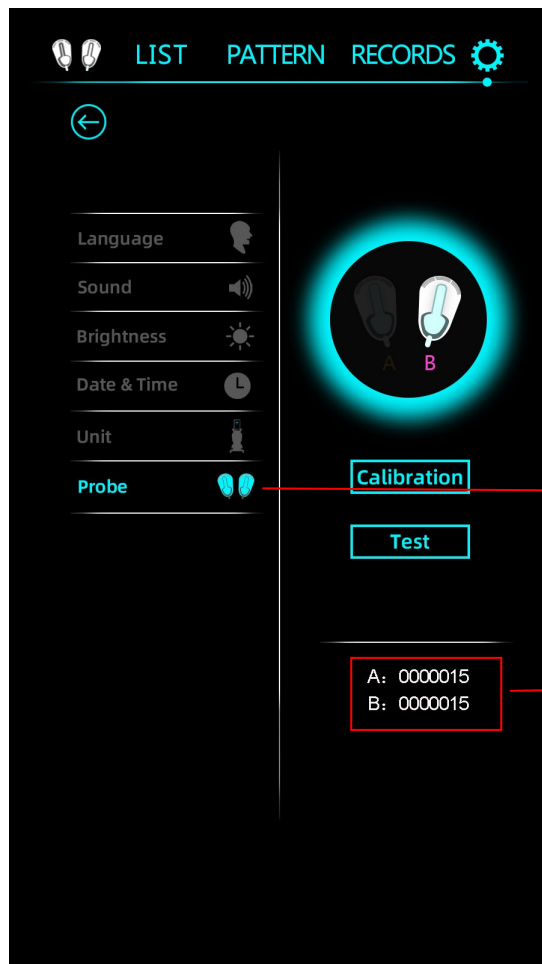 LIST PATTERN RECORDS
Language
Sound
Brightness
Date & Time
Unit
Probe
A B
Calibration
Test
A: 0000015
B: 0000015